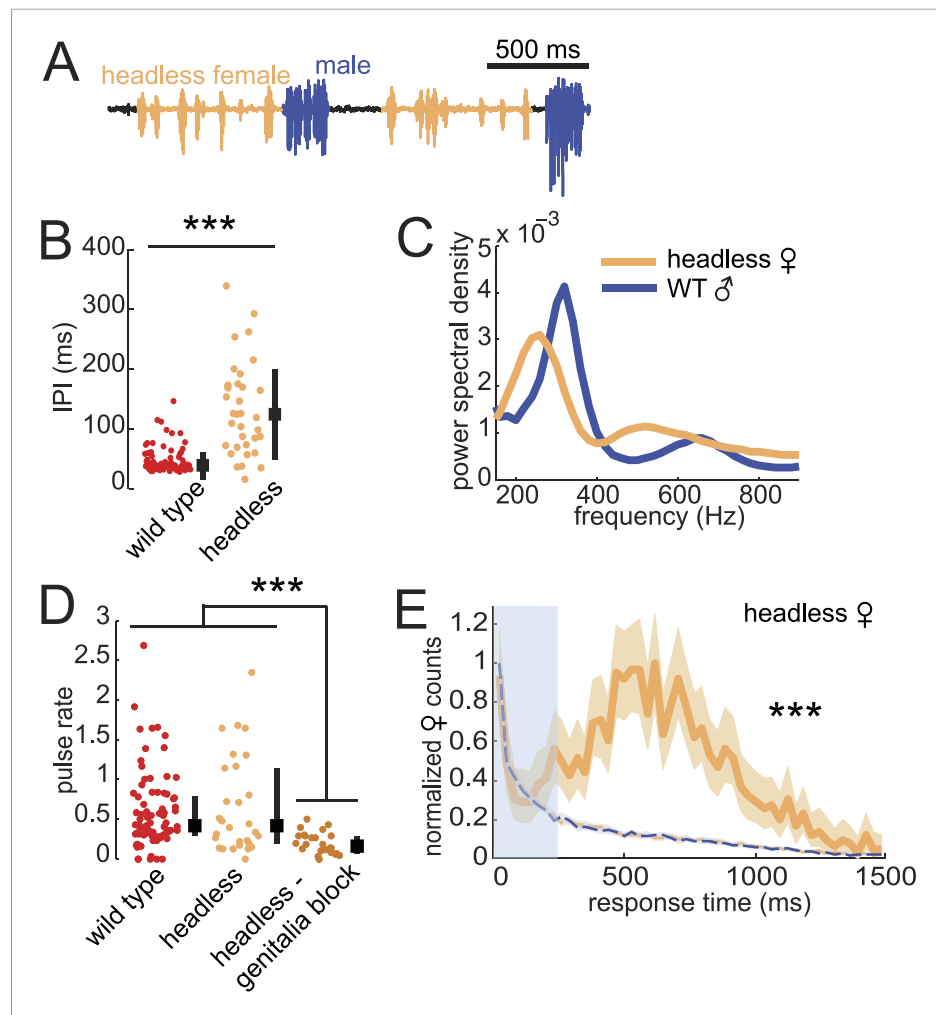 A
500 ms
headless female
male
B
***
400
300
200
100
0
IPI (ms)
wild type
headless
C
x 10⁻³
5
4
3
2
1
0
power spectral density
headless ♀
WT ♂
200 400 600 800
frequency (Hz)
D
***
3
2.5
2
1.5
1
0.5
0
pulse rate
wild type
headless
headless -
genitalia block
E
headless ♀
***
1.2
1
0.8
0.6
0.4
0.2
0
normalized ♀ counts
0 500 1000 1500
response time (ms)